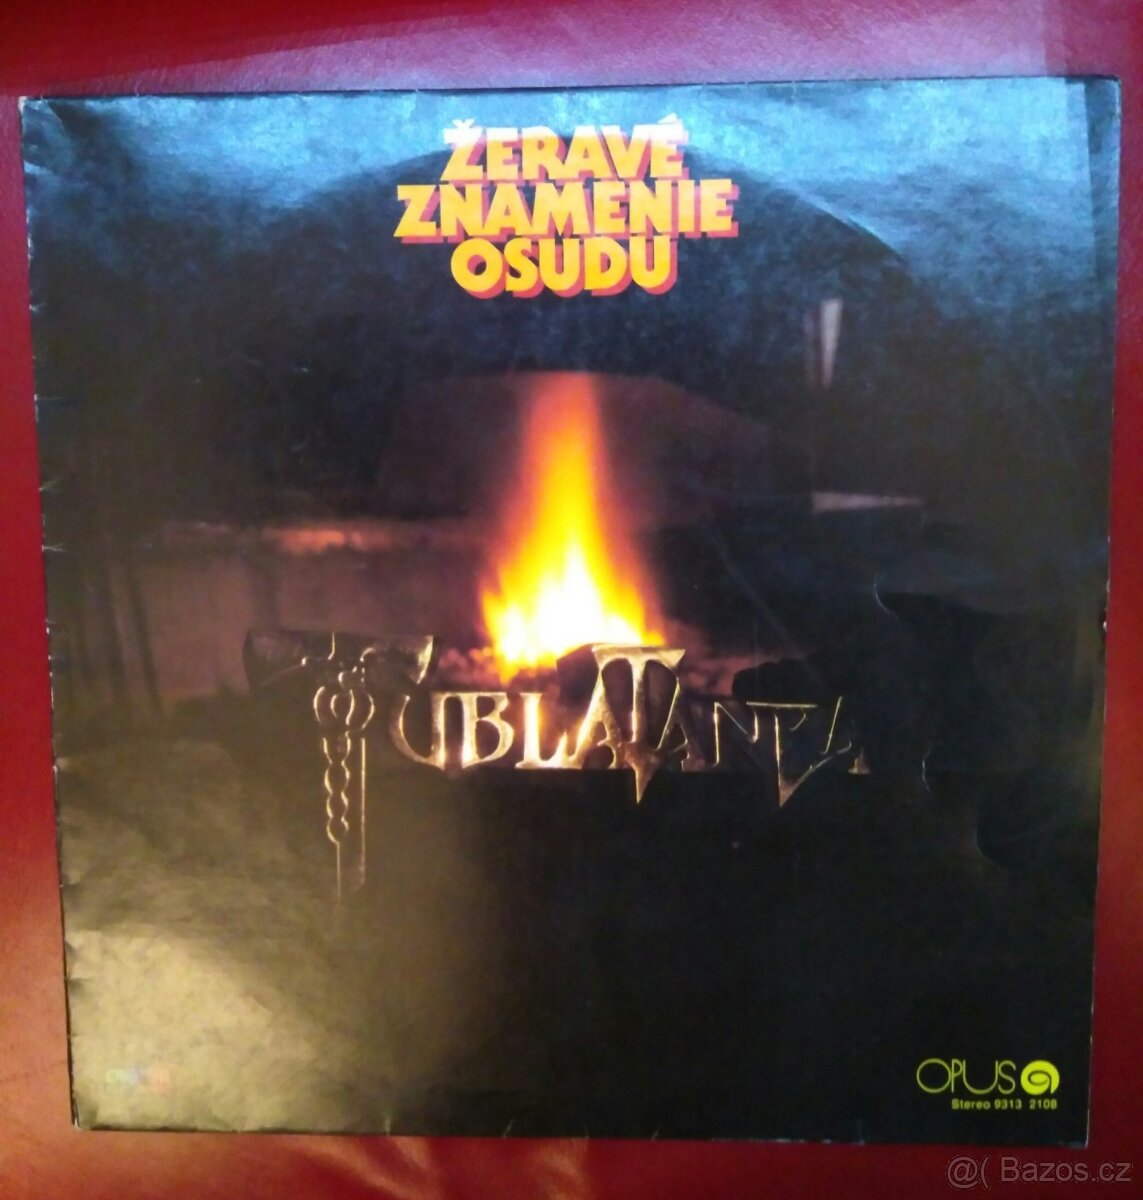 ŽERAVÉ
ZNAMENIE
OSUDU
TUBLATANKA
OPUS
Stereo 9313 2108
@( Bazos.cz